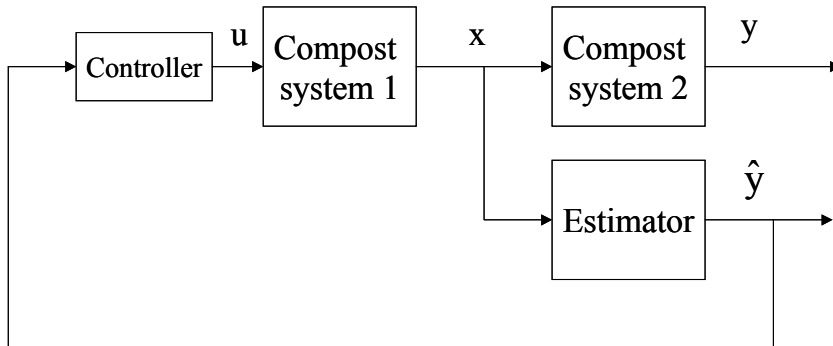 u
x
y
Controller
Compost
system 1
Compost
system 2
ŷ
Estimator